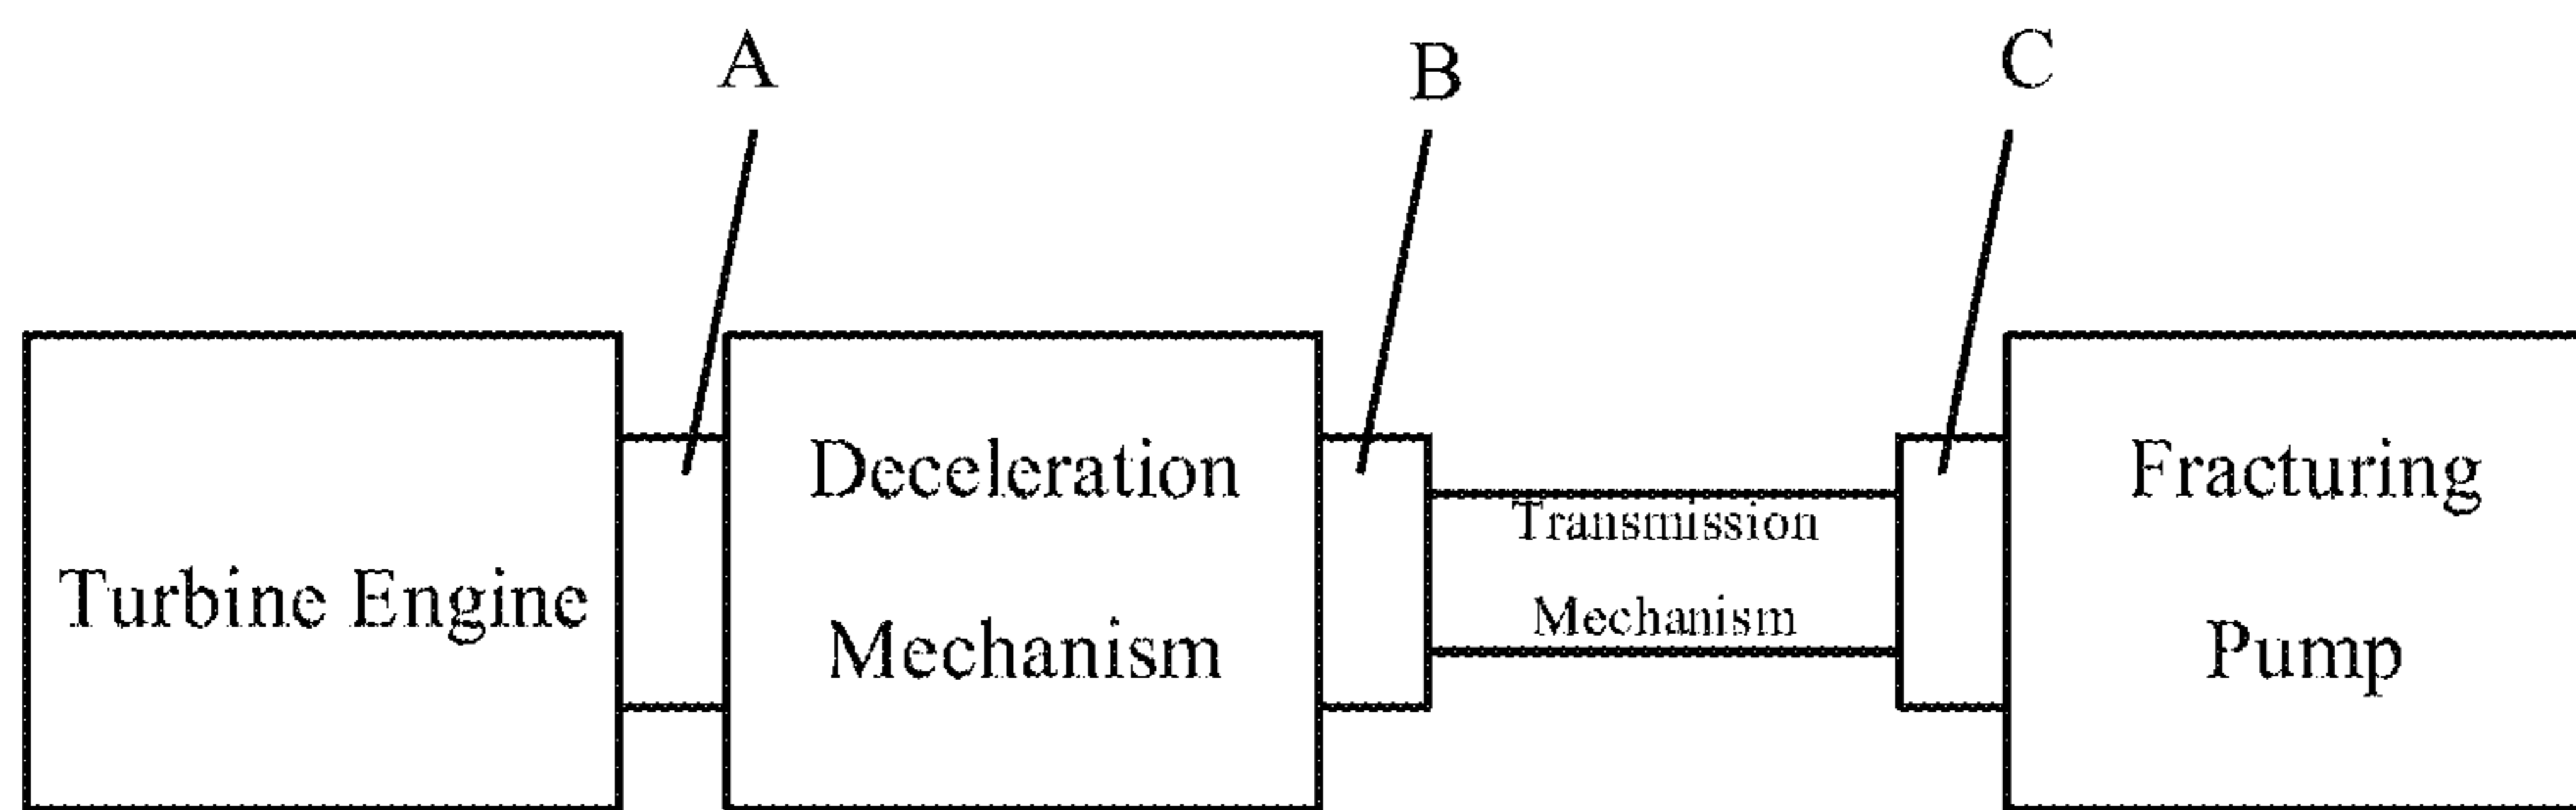 A
B
C
Turbine Engine
Deceleration
Mechanism
Transmission
Mechanism
Fracturing
Pump